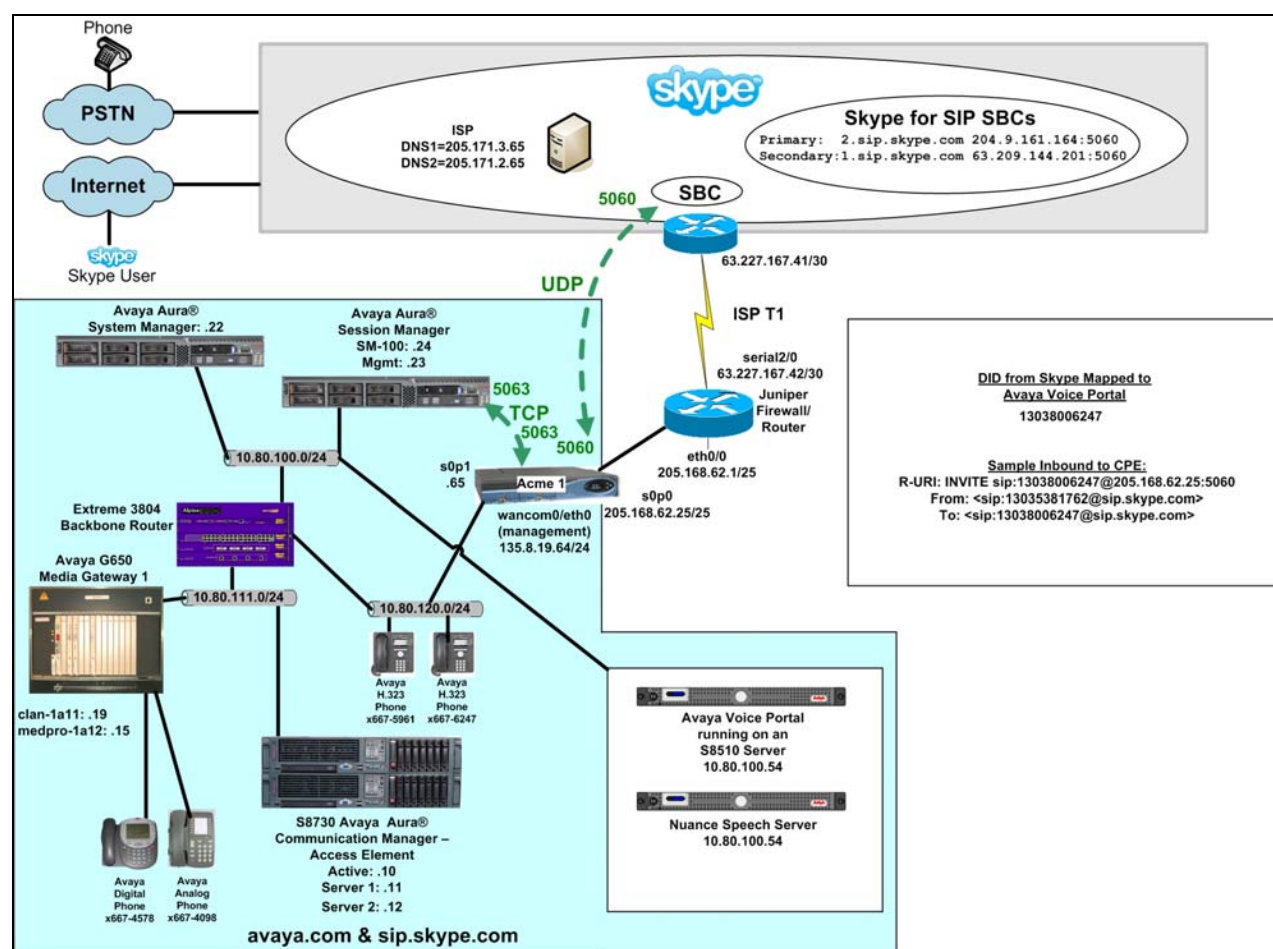 Phone
PSTN
Internet
skype
Skype User
skype
ISP
DNS1=205.171.3.65
DNS2=205.171.2.65
Skype for SIP SBCs
Primary: 2.sip.skype.com 204.9.161.164:5060
Secondary:1.sip.skype.com 63.209.144.201:5060
SBC
5060
63.227.167.41/30
UDP
ISP T1
serial2/0
63.227.167.42/30
Juniper
Firewall/
Router
eth0/0
205.168.62.1/25
Avaya Aura®
System Manager: .22
Avaya Aura®
Session Manager
SM-100: .24
Mgmt: .23
5063
TCP
5063
5060
10.80.100.0/24
s0p1
.65
Acme 1
s0p0
205.168.62.25/25
wancom0/eth0
(management)
135.8.19.64/24
Extreme 3804
Backbone Router
Avaya G650
Media Gateway 1
10.80.111.0/24
10.80.120.0/24
Avaya
H.323
Phone
x667-5961
Avaya
H.323
Phone
x667-6247
clan-1a11: .19
medpro-1a12: .15
S8730 Avaya Aura®
Communication Manager –
Access Element
Active: .10
Server 1: .11
Server 2: .12
Avaya
Digital
Phone
x667-4578
Avaya
Analog
Phone
x667-4098
avaya.com & sip.skype.com
Avaya Voice Portal
running on an
S8510 Server
10.80.100.54
Nuance Speech Server
10.80.100.54
DID from Skype Mapped to
Avaya Voice Portal
13038006247
Sample Inbound to CPE:
R-URI: INVITE sip:13038006247@205.168.62.25:5060
From: <sip:13035381762@sip.skype.com>
To: <sip:13038006247@sip.skype.com>